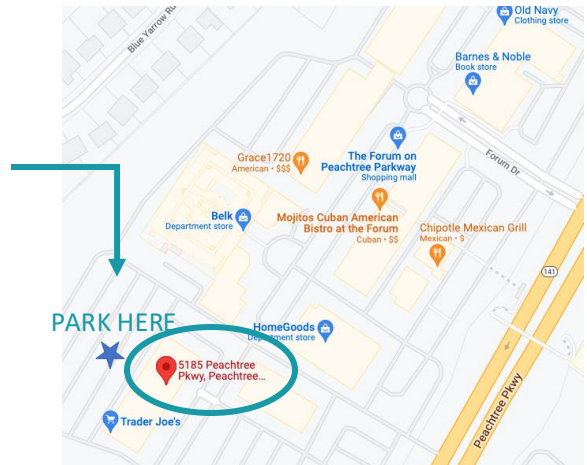 Old Navy
Clothing store
Blue Yarrow Ru
Barnes & Noble
Book store
Grace1720
American • $$$
The Forum on
Peachtree Parkway
Shopping mall
Forum Dr
Belk
Department store
Mojitos Cuban American
Bistro at the Forum
Cuban • $$
Chipotle Mexican Grill
Mexican • $
141
PARK HERE
HomeGoods
Department store
5185 Peachtree
Pkwy, Peachtree...
Trader Joe's
Peachtree Pkwy